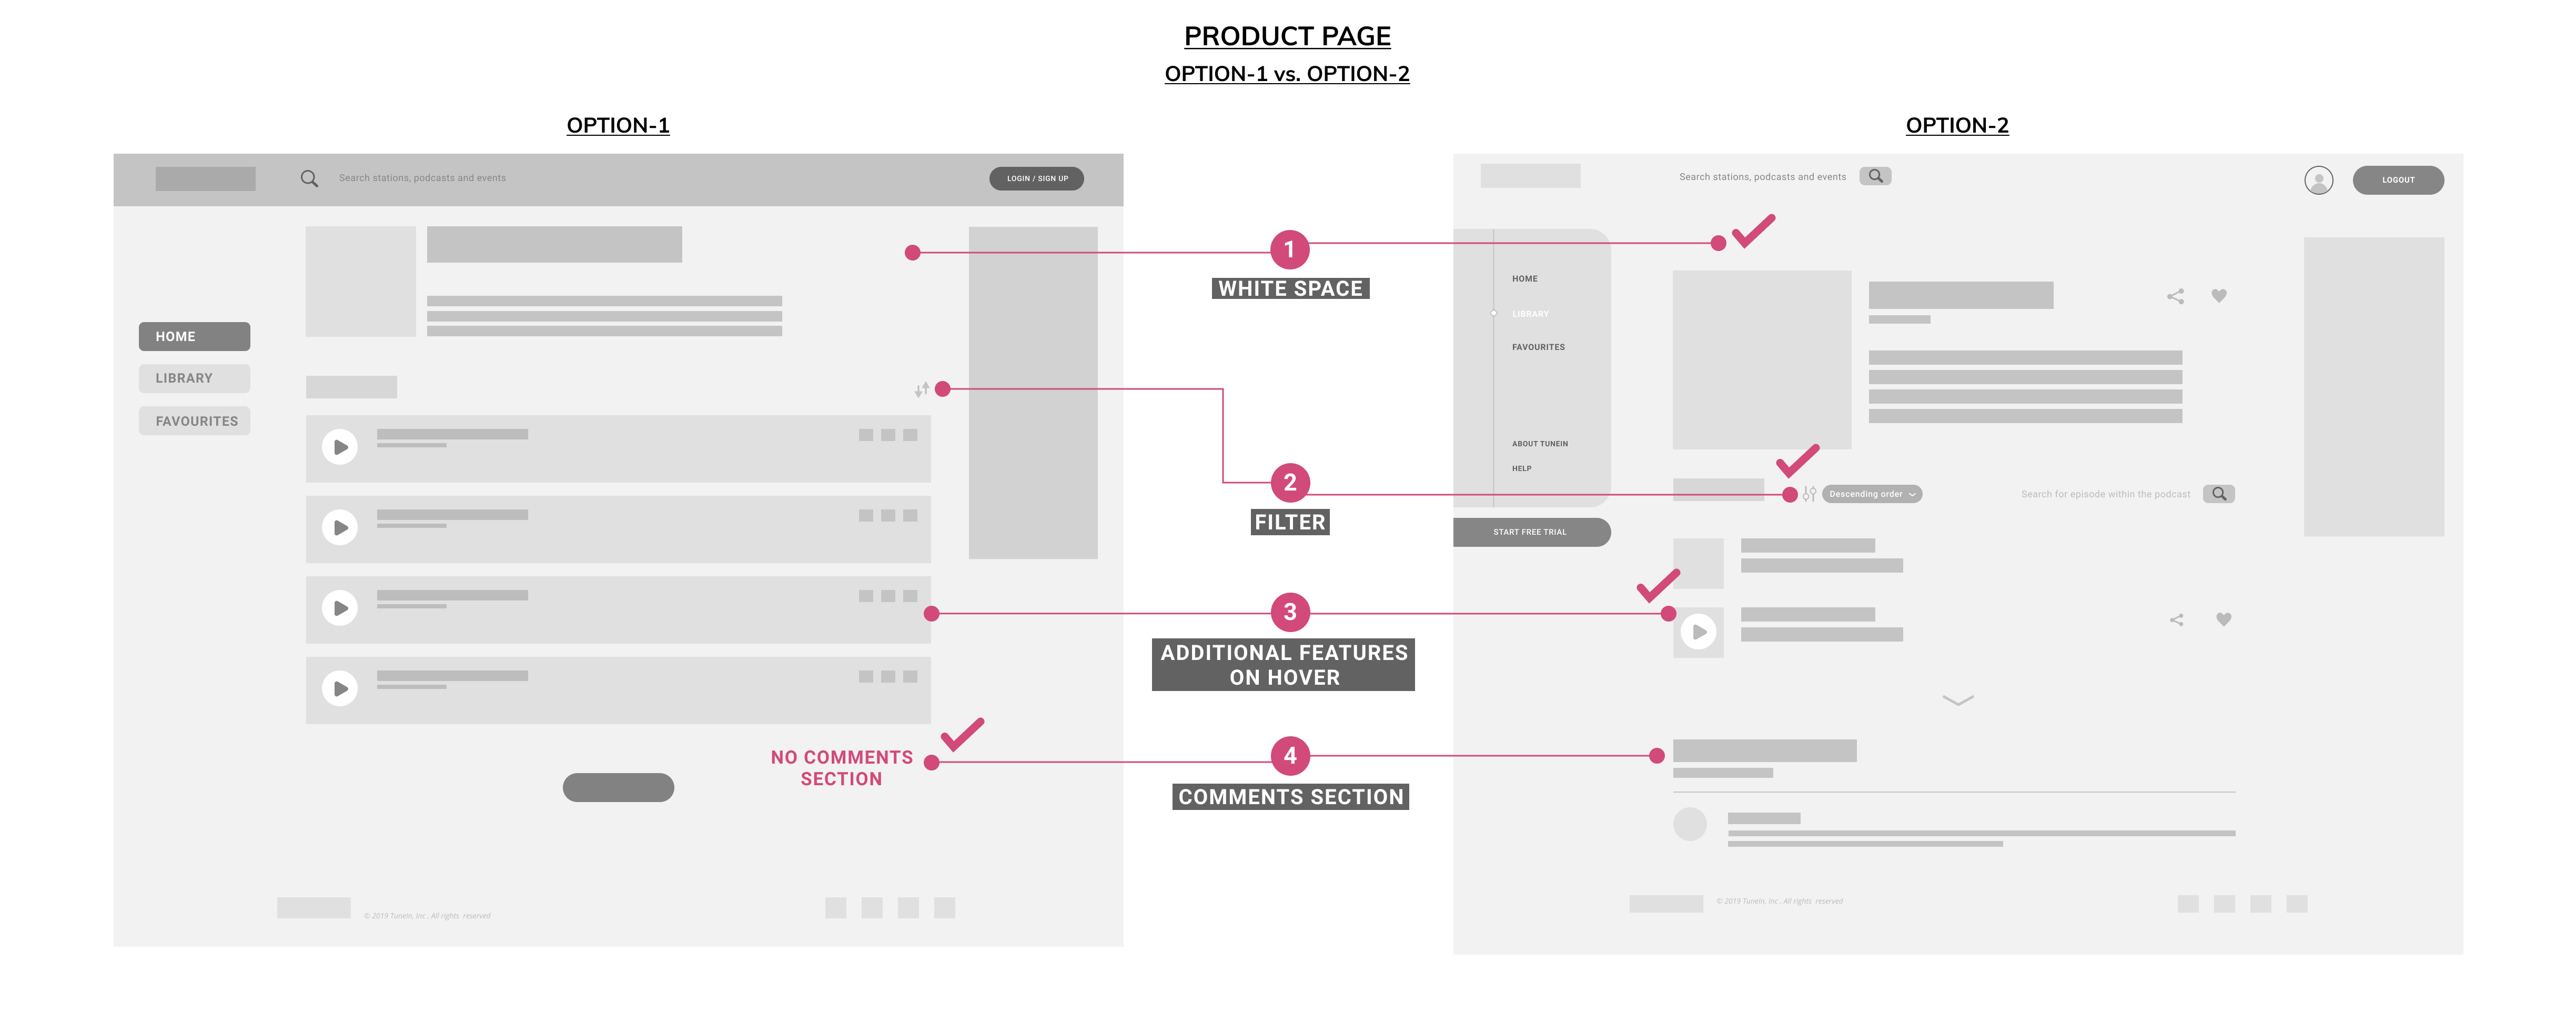 PRODUCT PAGE
OPTION-1 vs. OPTION-2
OPTION-1
Search stations, podcasts and events
LOGIN / SIGN UP
HOME
LIBRARY
FAVOURITES
NO COMMENTS
SECTION
© 2019 TuneIn, Inc . All rights reserved
1
WHITE SPACE
2
FILTER
3
ADDITIONAL FEATURES
ON HOVER
4
COMMENTS SECTION
OPTION-2
Search stations, podcasts and events
LOGOUT
HOME
LIBRARY
FAVOURITES
ABOUT TUNEIN
HELP
START FREE TRIAL
Descending order
Search for episode within the podcast
© 2019 TuneIn, Inc . All rights reserved